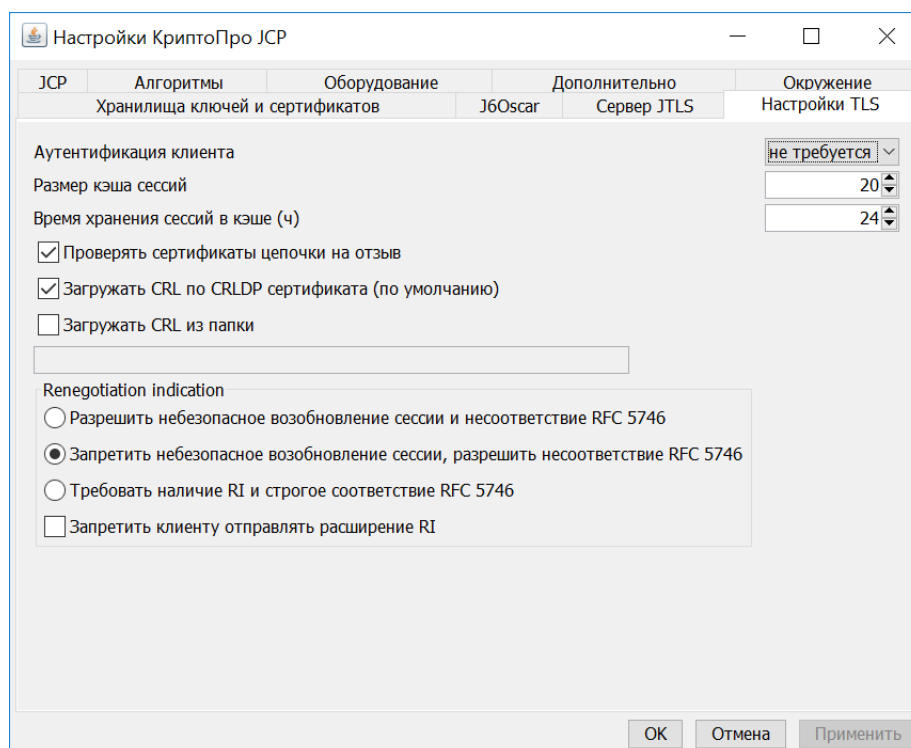 Настройки КриптоПро JCP
JCP Алгоритмы Оборудование Дополнительно Окружение
Хранилища ключей и сертификатов J6Oscar Сервер JTLS Настройки TLS
Аутентификация клиента не требуется
Размер кэша сессий 20
Время хранения сессий в кэше (ч) 24
Проверять сертификаты цепочки на отзыв
Загружать CRL по CRLDP сертификата (по умолчанию)
Загружать CRL из папки
Renegotiation indication
Разрешить небезопасное возобновление сессии и несоответствие RFC 5746
Запретить небезопасное возобновление сессии, разрешить несоответствие RFC 5746
Требовать наличие RI и строгое соответствие RFC 5746
Запретить клиенту отправлять расширение RI
OK Отмена Применить